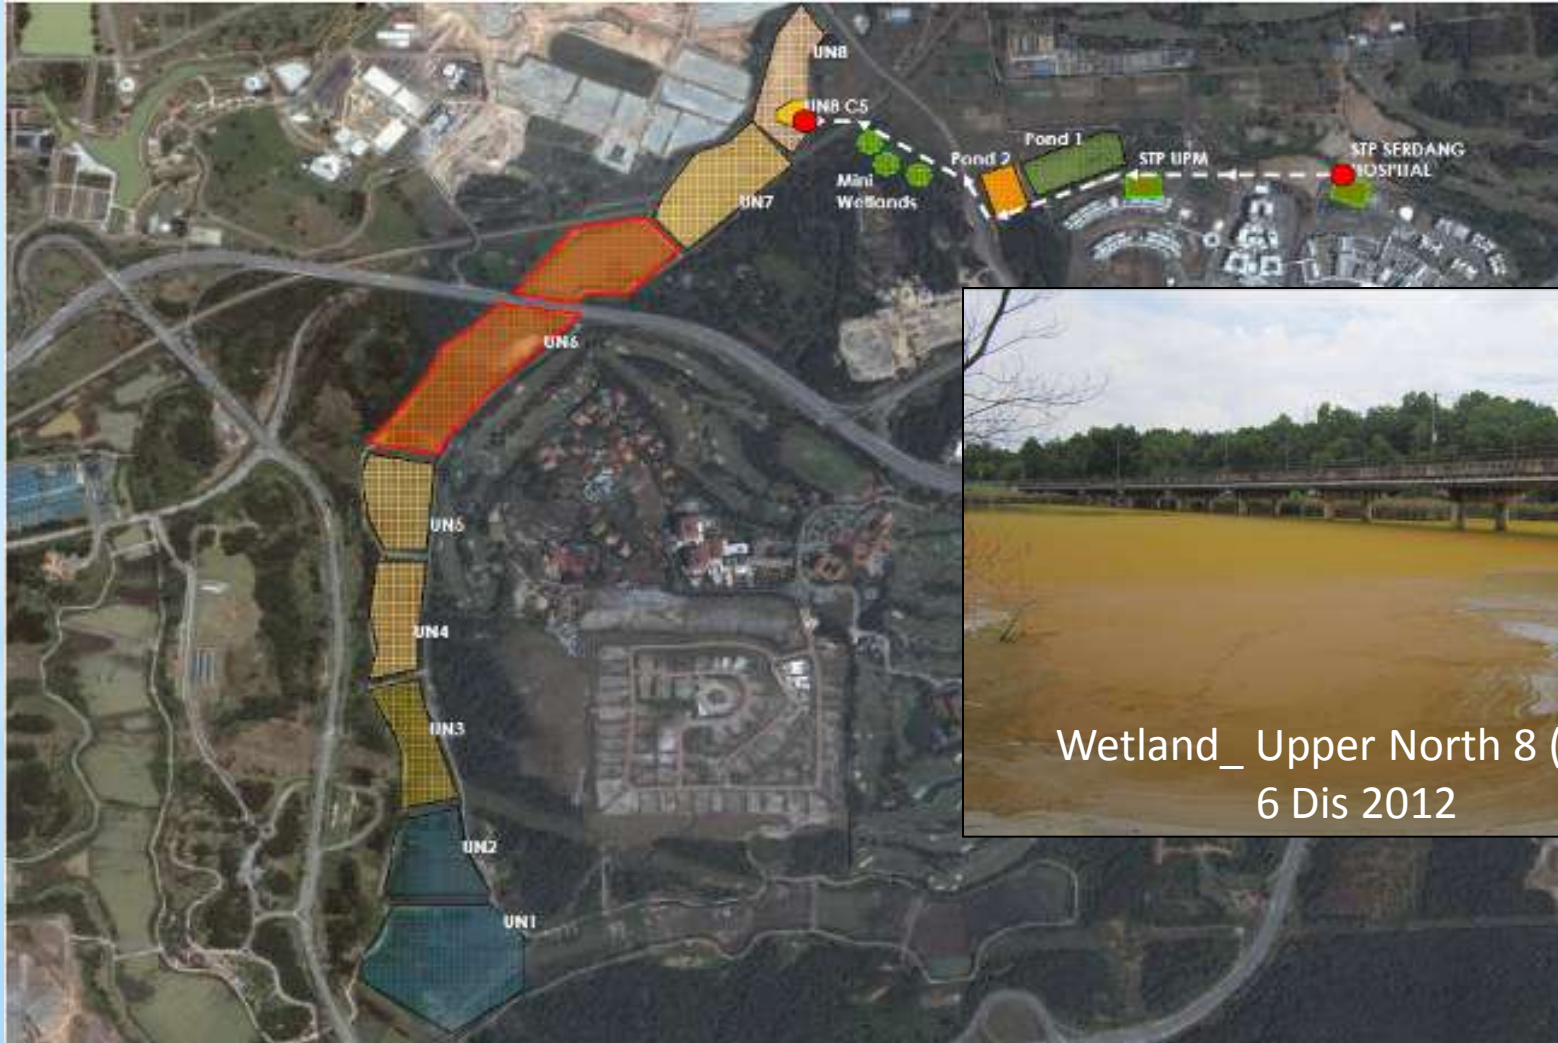 UN8
UN8 C5
Pond 1
Pond 2
STP UPM
STP SERDANG
HOSPITAL
Mini
Wetlands
UN7
UN6
UN5
UN4
UN3
UN2
UN1
Wetland_ Upper North 8 (
6 Dis 2012